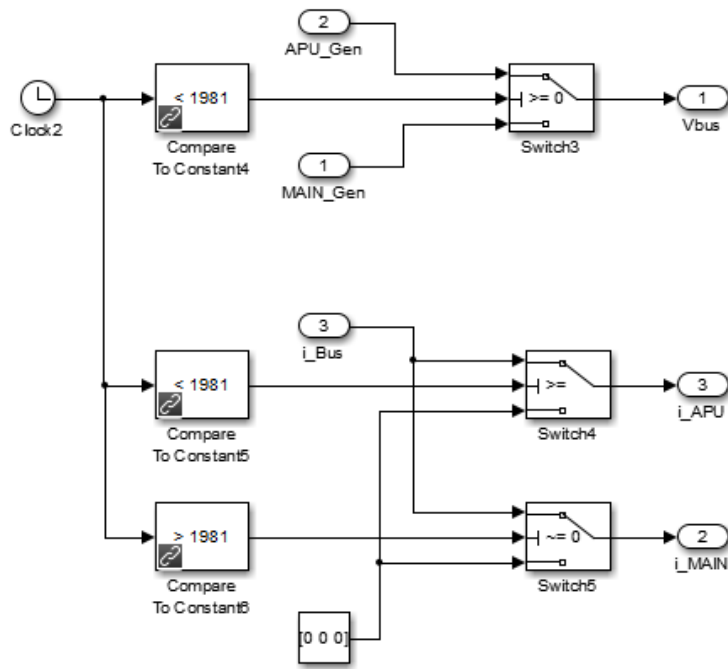 2
APU_Gen
< 1981
>= 0
1
Clock2
Vbus
Compare
To Constant4
1
MAIN_Gen
Switch3
3
i_Bus
< 1981
>=
3
Compare
To Constant5
Switch4
i_APU
> 1981
~= 0
2
Compare
To Constant6
Switch5
i_MAIN
[0 0 0]